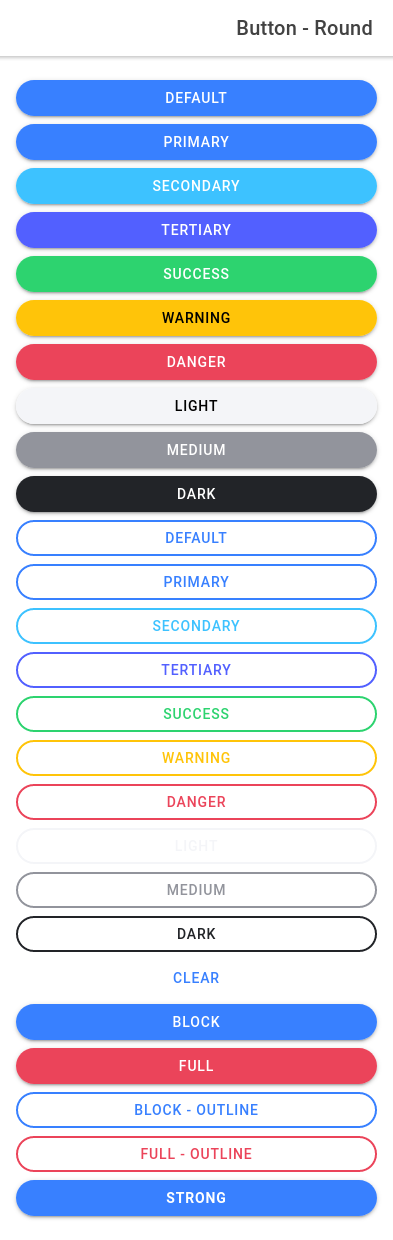 Button - Round
DEFAULT
PRIMARY
SECONDARY
TERTIARY
SUCCESS
WARNING
DANGER
LIGHT
MEDIUM
DARK
DEFAULT
PRIMARY
SECONDARY
TERTIARY
SUCCESS
WARNING
DANGER
LIGHT
MEDIUM
DARK
CLEAR
BLOCK
FULL
BLOCK - OUTLINE
FULL - OUTLINE
STRONG